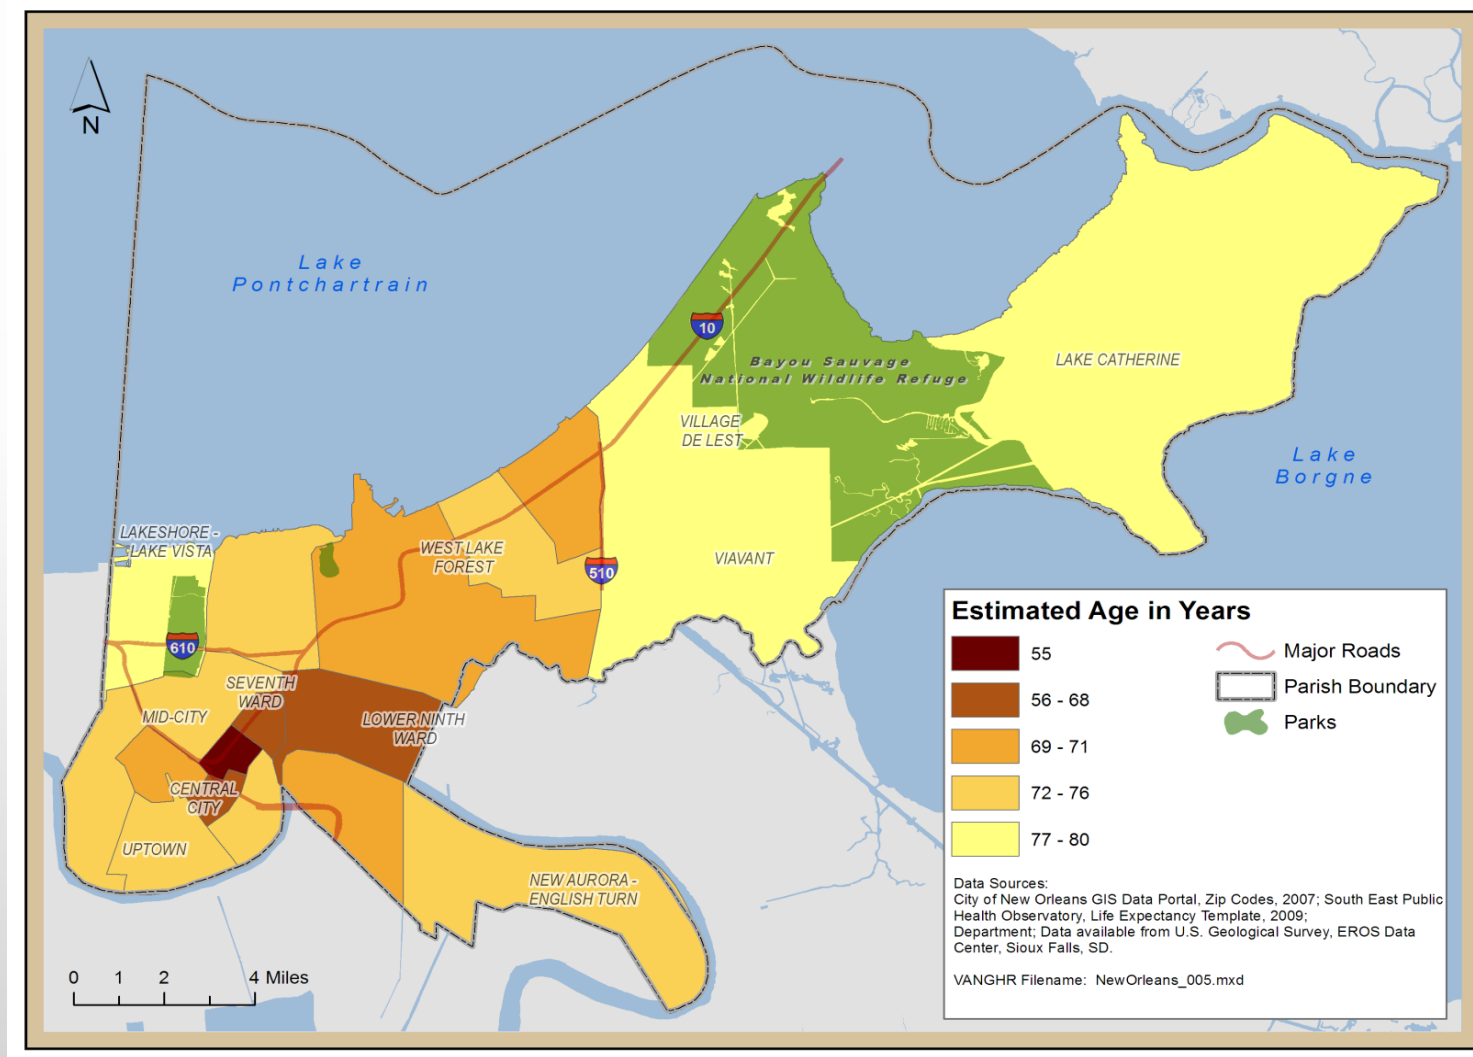 N
Lake
Pontchartrain
10
Bayou Sauvage
National Wildlife Refuge
LAKE CATHERINE
VILLAGE
DE LEST
Lake
Borgne
LAKESHORE -
LAKE VISTA
WEST LAKE
FOREST
VIAVANT
510
610
SEVENTH
WARD
MID-CITY
LOWER NINTH
WARD
CENTRAL
CITY
UPTOWN
NEW AURORA -
ENGLISH TURN
0 1 2 4 Miles
Estimated Age in Years
55
56 - 68
69 - 71
72 - 76
77 - 80
Major Roads
Parish Boundary
Parks
Data Sources:
City of New Orleans GIS Data Portal, Zip Codes, 2007; South East Public
Health Observatory, Life Expectancy Template, 2009;
Department; Data available from U.S. Geological Survey, EROS Data
Center, Sioux Falls, SD.
VANGHR Filename: NewOrleans_005.mxd